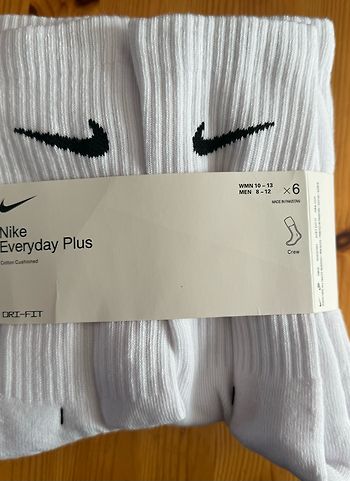 Nike
Everyday Plus
Cotton Cushioned
DRI-FIT
WMN 10 – 13
MEN 8 – 12
×6
MADE IN PAKISTAN
Crew